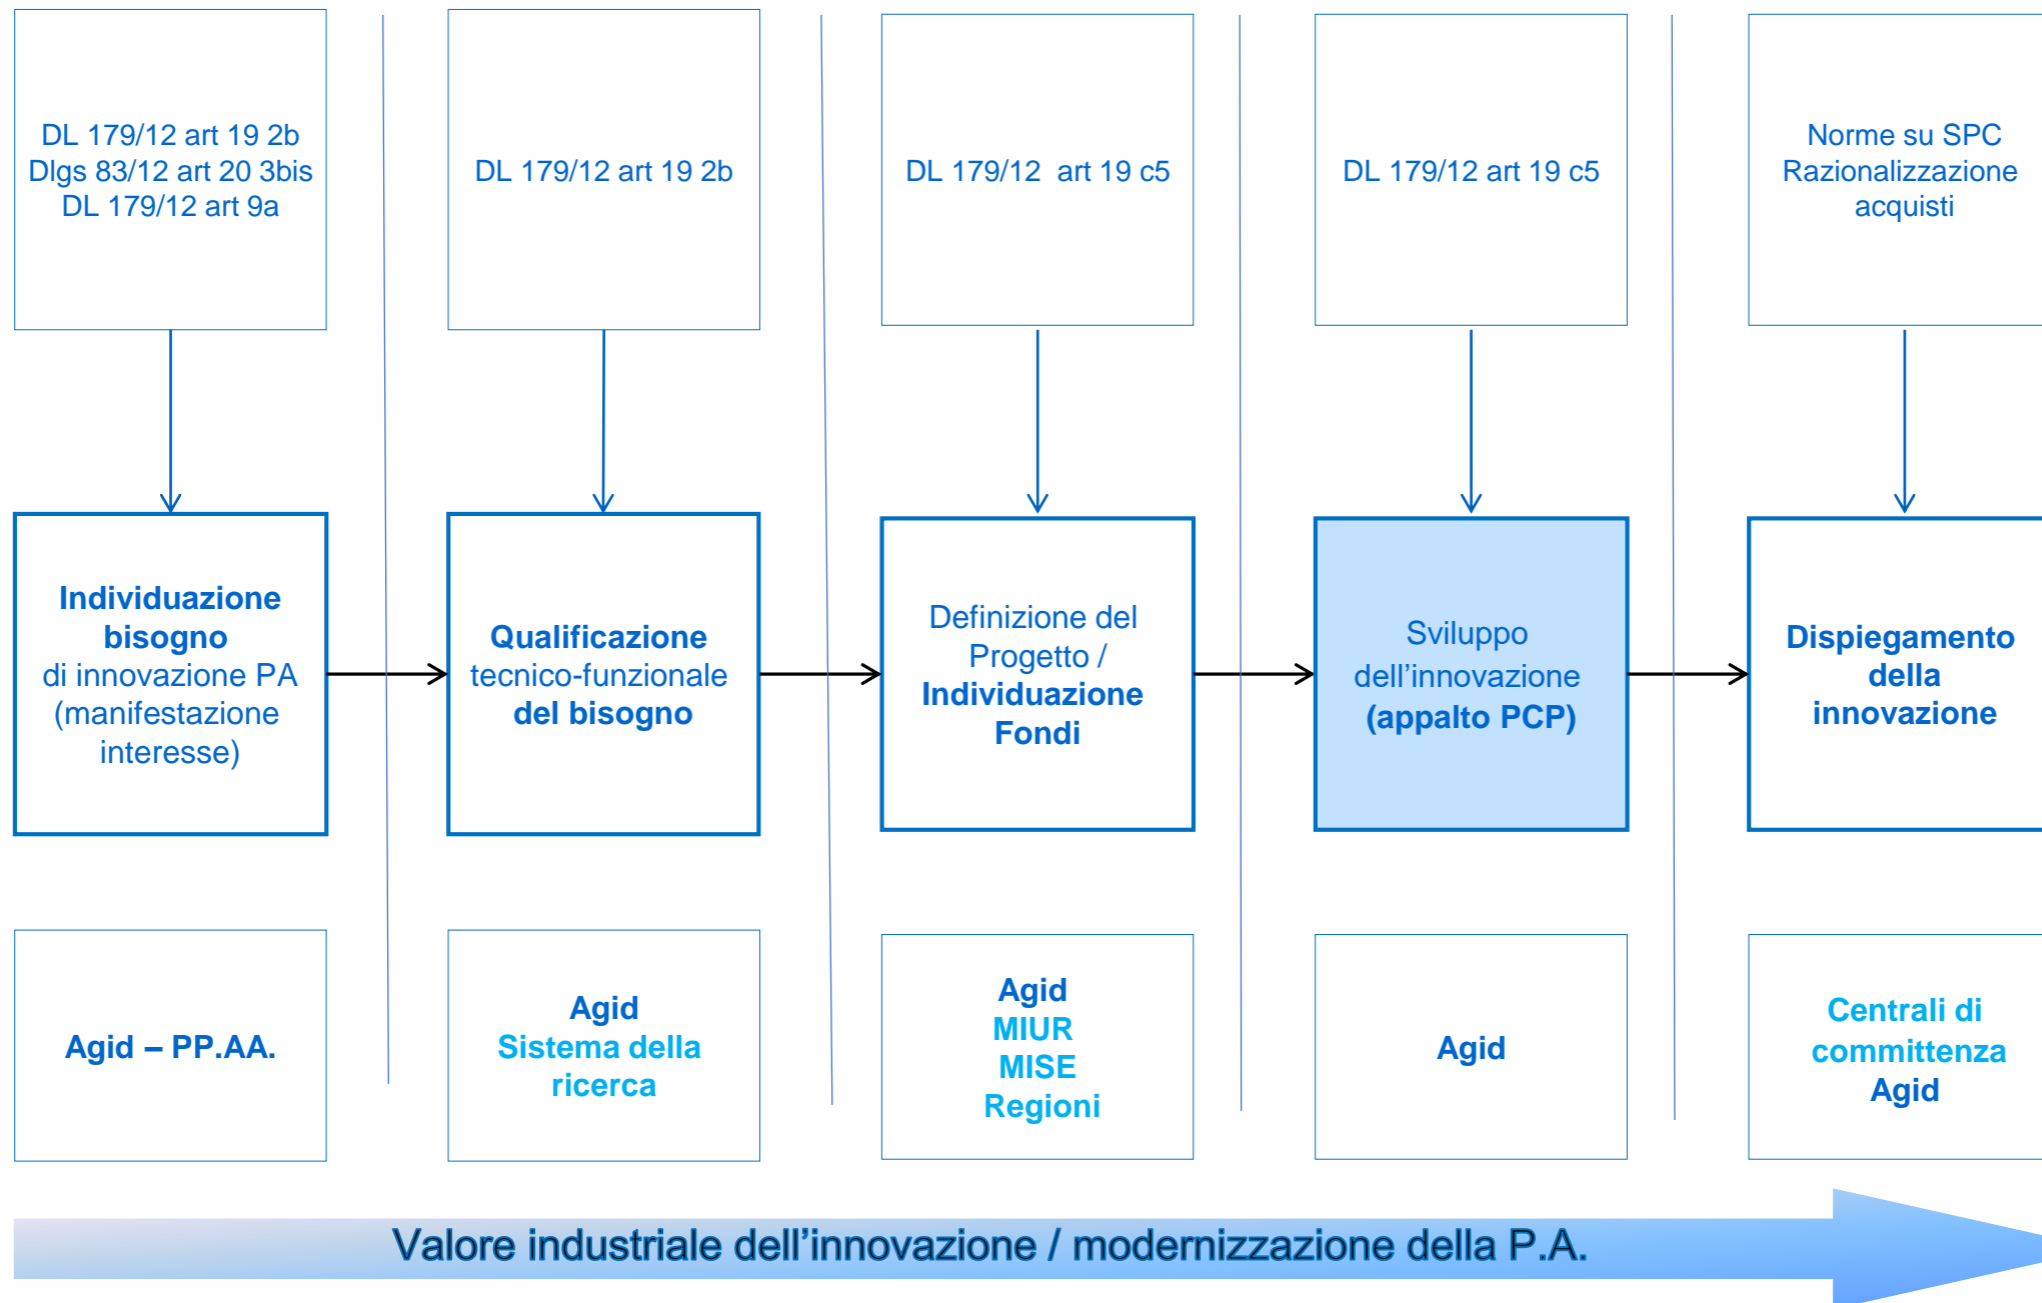 DL 179/12 art 19 2b
Dlgs 83/12 art 20 3bis
DL 179/12 art 9a
DL 179/12 art 19 2b
DL 179/12 art 19 c5
DL 179/12 art 19 c5
Norme su SPC
Razionalizzazione
acquisti
Individuazione
bisogno
di innovazione PA
(manifestazione
interesse)
Qualificazione
tecnico-funzionale
del bisogno
Definizione del
Progetto /
Individuazione
Fondi
Sviluppo
dell’innovazione
(appalto PCP)
Dispiegamento
della
innovazione
Agid – PP.AA.
Agid
Sistema della
ricerca
Agid
MIUR
MISE
Regioni
Agid
Centrali di
committenza
Agid
Valore industriale dell’innovazione / modernizzazione della P.A.